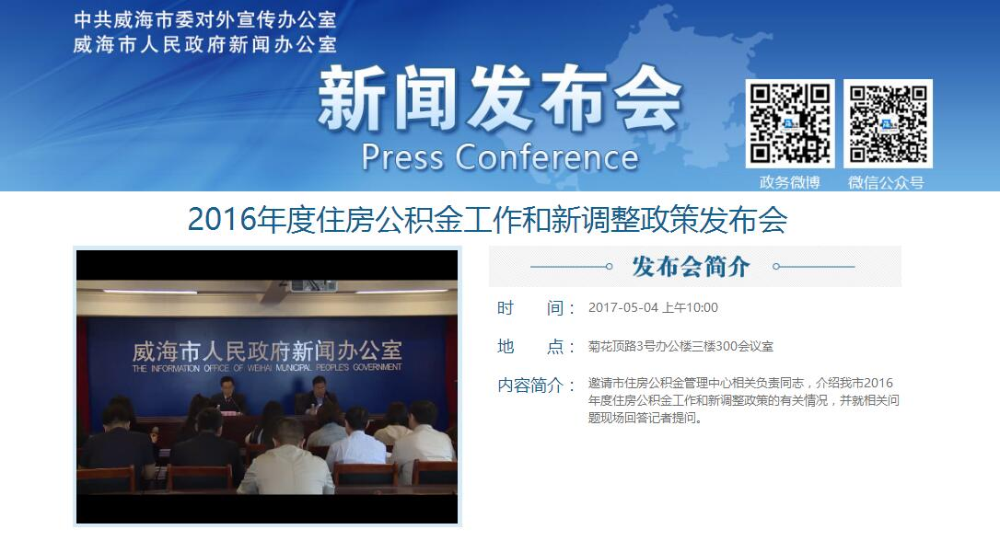 中共威海市委对外宣传办公室
威海市人民政府新闻办公室
新闻发布会
Press Conference
政务微博
微信公众号
2016年度住房公积金工作和新调整政策发布会
威海市人民政府新闻办公室
THE INFORMATION OFFICE OF WEIHAI MUNICIPAL PEOPLE'S GOVERNMENT
发布会简介
时 间： 2017-05-04 上午10:00
地 点： 菊花顶路3号办公楼三楼300会议室
内容简介： 邀请市住房公积金管理中心相关负责同志，介绍我市2016
年度住房公积金工作和新调整政策的有关情况，并就相关问
题现场回答记者提问。